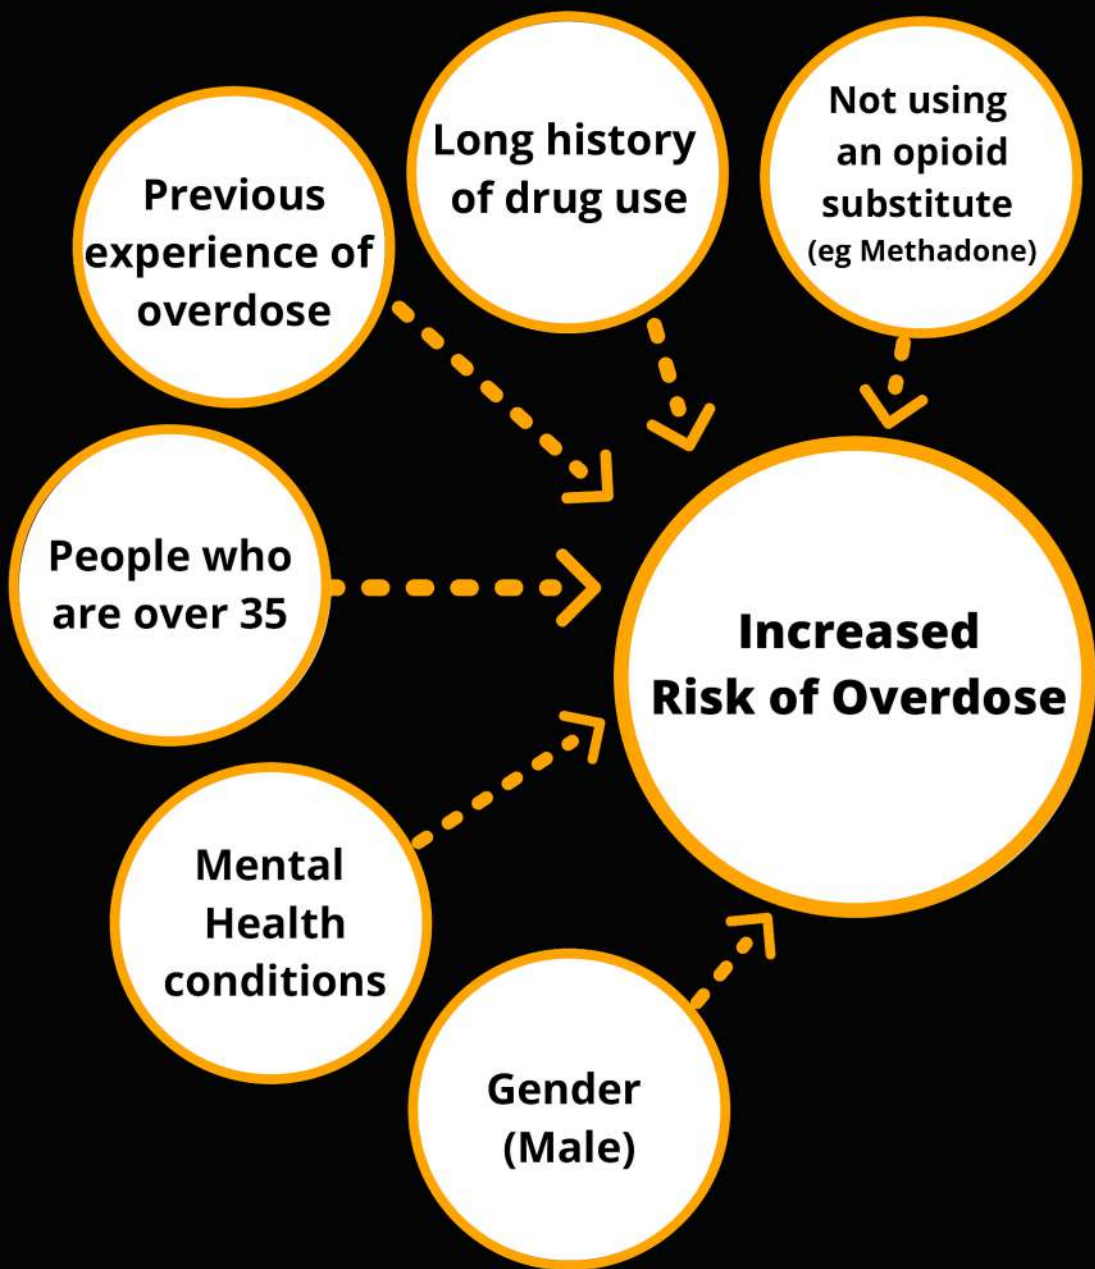 Previous
experience of
overdose
Long history
of drug use
Not using
an opioid
substitute
(eg Methadone)
People who
are over 35
Increased
Risk of Overdose
Mental
Health
conditions
Gender
(Male)